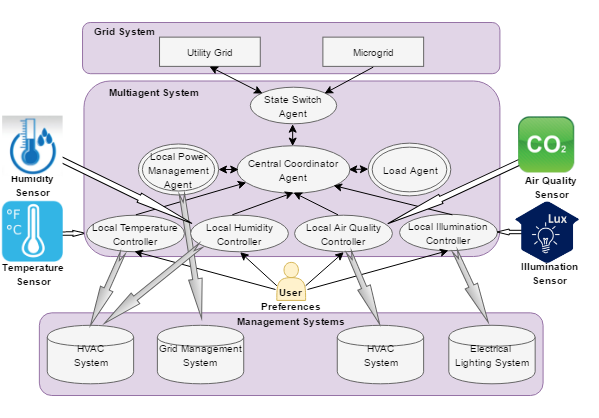 Grid System
Utility Grid
Microgrid
Multiagent System
State Switch
Agent
Local Power
Management
Agent
Central Coordinator
Agent
Load Agent
Humidity
Sensor
CO2
Air Quality
Sensor
°F
°C
Temperature
Sensor
Local Temperature
Controller
Local Humidity
Controller
Local Air Quality
Controller
Local Illumination
Controller
Lux
Illumination
Sensor
User
Preferences
Management Systems
HVAC
System
Grid Management
System
HVAC
System
Electrical
Lighting System